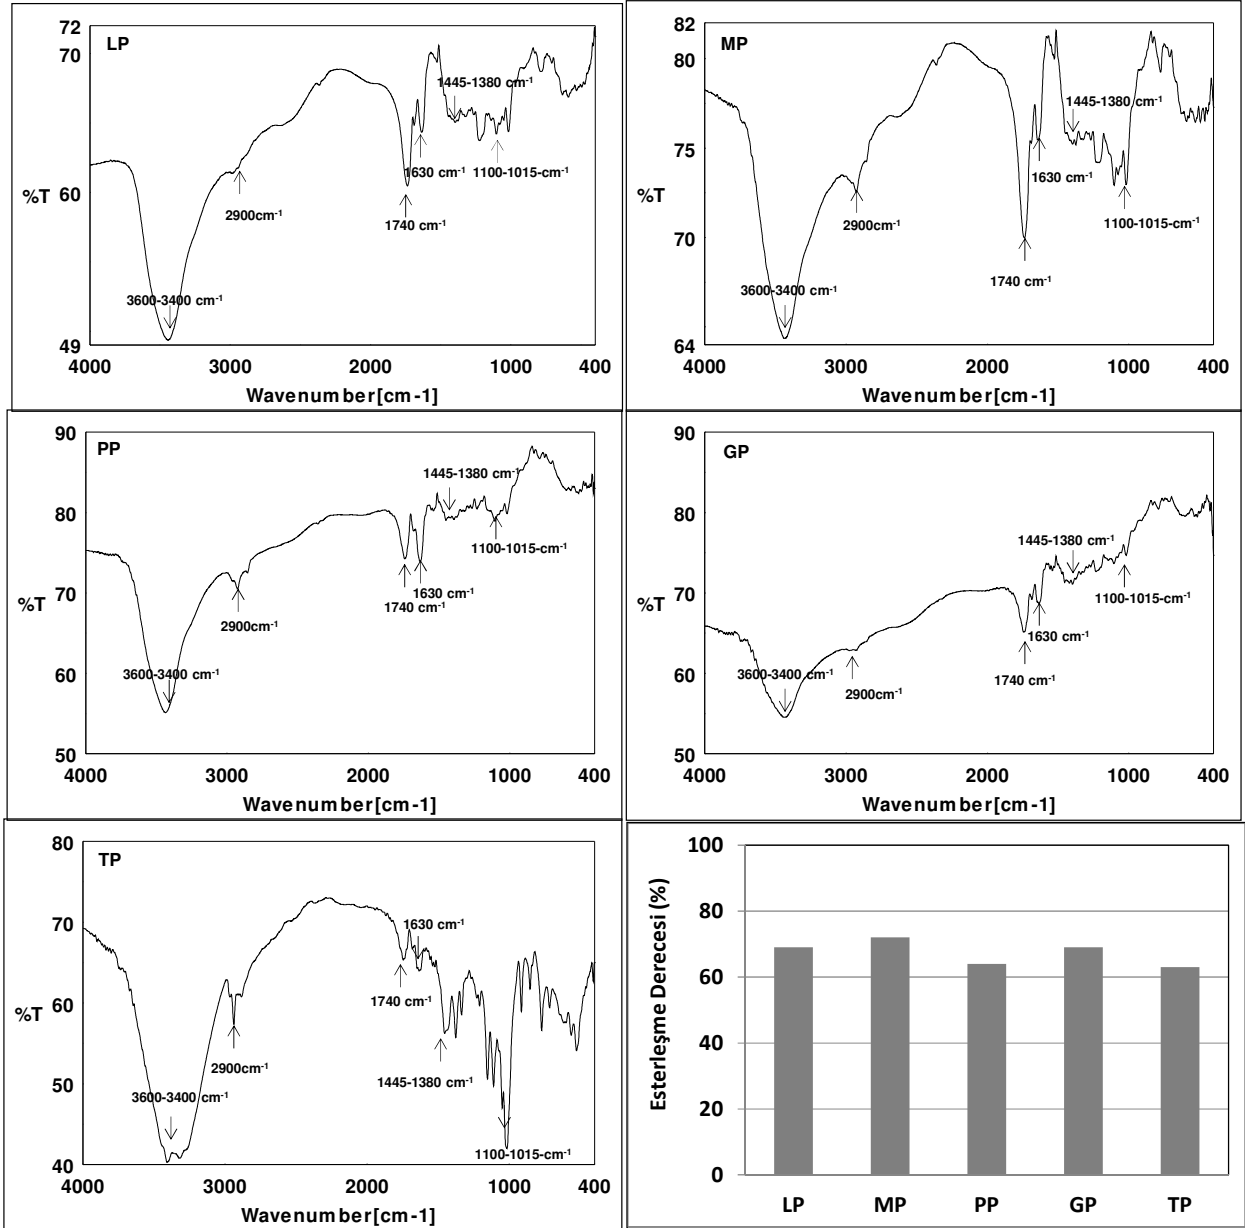 72
70
60
49
%T
LP
1445-1380 cm-1
1630 cm-1
1100-1015-cm-1
2900cm-1
1740 cm-1
3600-3400 cm-1
4000 3000 2000 1000 400
Wavenumber[cm-1]
82
80
75
70
64
%T
MP
1445-1380 cm-1
1630 cm-1
1100-1015-cm-1
2900cm-1
1740 cm-1
3600-3400 cm-1
4000 3000 2000 1000 400
Wavenumber[cm-1]
90
80
70
60
50
%T
PP
1445-1380 cm-1
1100-1015-cm-1
1630 cm-1
1740 cm-1
2900cm-1
3600-3400 cm-1
4000 3000 2000 1000 400
Wavenumber[cm-1]
90
80
70
60
50
%T
GP
1445-1380 cm-1
1100-1015-cm-1
1630 cm-1
1740 cm-1
2900cm-1
3600-3400 cm-1
4000 3000 2000 1000 400
Wavenumber[cm-1]
80
70
60
50
40
%T
TP
1630 cm-1
1740 cm-1
2900cm-1
1445-1380 cm-1
3600-3400 cm-1
1100-1015-cm-1
4000 3000 2000 1000 400
Wavenumber[cm-1]
100
80
60
40
20
0
Esterleşme Derecesi (%)
LP MP PP GP TP